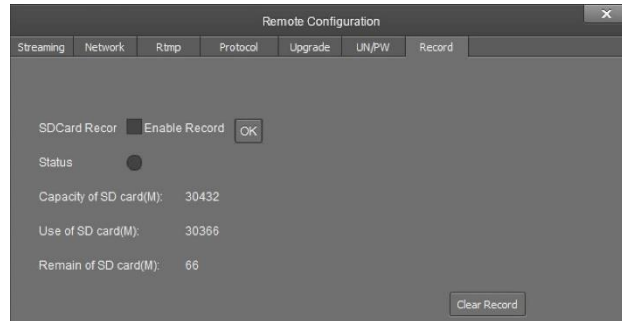 Remote Configuration
Streaming Network Rtmp Protocol Upgrade UN/PW Record
SDCard Recor Enable Record OK
Status
Capacity of SD card(M): 30432
Use of SD card(M): 30366
Remain of SD card(M): 66
Clear Record